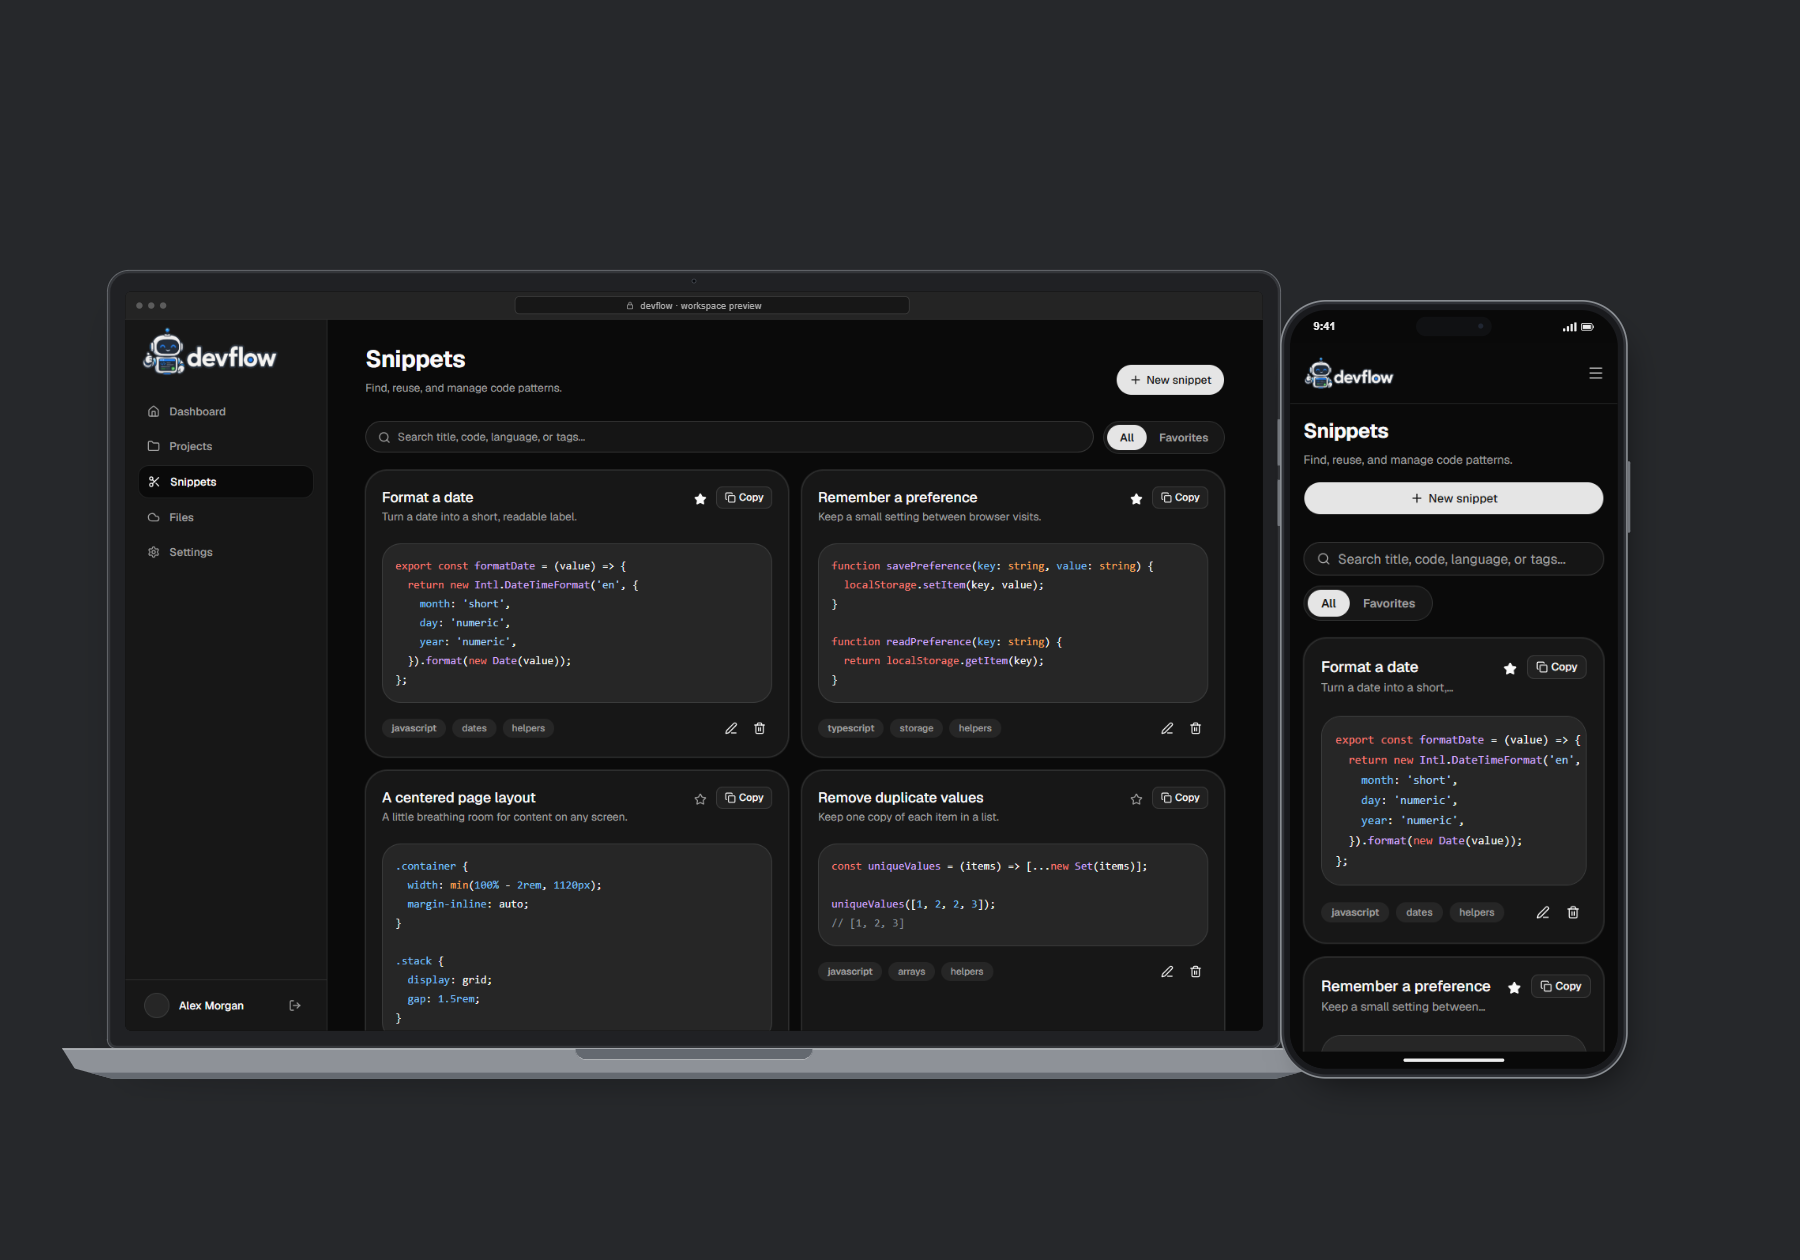 devflow · workspace preview
devflow
Dashboard
Projects
Snippets
Files
Settings
Alex Morgan
Snippets
Find, reuse, and manage code patterns.
+ New snippet
Search title, code, language, or tags...
All
Favorites
Format a date
Copy
Turn a date into a short, readable label.
export const formatDate = (value) => {
  return new Intl.DateTimeFormat('en', {
    month: 'short',
    day: 'numeric',
    year: 'numeric',
  }).format(new Date(value));
};
javascript
dates
helpers
Remember a preference
Copy
Keep a small setting between browser visits.
function savePreference(key: string, value: string) {
  localStorage.setItem(key, value);
}
function readPreference(key: string) {
  return localStorage.getItem(key);
}
typescript
storage
helpers
A centered page layout
Copy
A little breathing room for content on any screen.
.container {
  width: min(100% - 2rem, 1120px);
  margin-inline: auto;
}
.stack {
  display: grid;
  gap: 1.5rem;
}
Remove duplicate values
Copy
Keep one copy of each item in a list.
const uniqueValues = (items) => [...new Set(items)];
uniqueValues([1, 2, 2, 3]);
// [1, 2, 3]
javascript
arrays
helpers
9:41
devflow
Snippets
Find, reuse, and manage code patterns.
+ New snippet
Search title, code, language, or tags...
All
Favorites
Format a date
Copy
Turn a date into a short,...
export const formatDate = (value) => {
  return new Intl.DateTimeFormat('en',
    month: 'short',
    day: 'numeric',
    year: 'numeric',
  }).format(new Date(value));
};
javascript
dates
helpers
Remember a preference
Copy
Keep a small setting between...